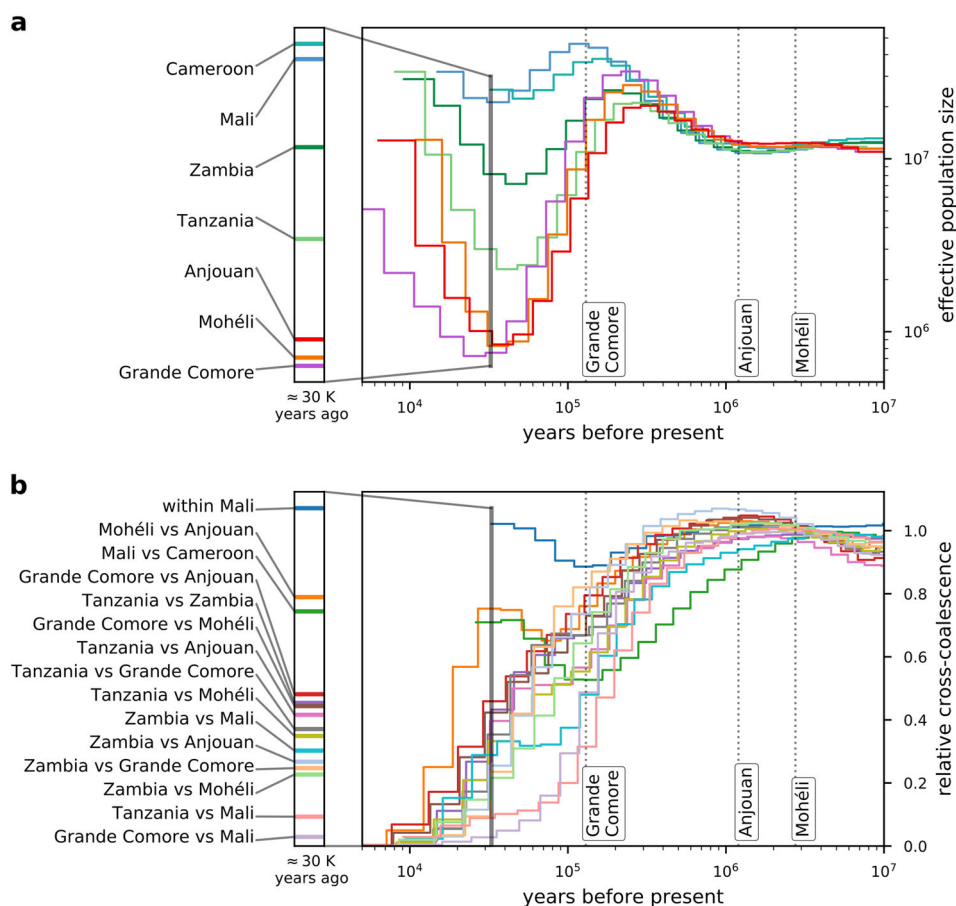 a
Cameroon
Mali
Zambia
Tanzania
Anjouan
Mohéli
Grande Comore
≈ 30 K
years ago
Grande
Comore
Anjouan
Mohéli
10⁷
10⁶
effective population size
10⁴
10⁵
10⁶
10⁷
years before present
b
within Mali
Mohéli vs Anjouan
Mali vs Cameroon
Grande Comore vs Anjouan
Tanzania vs Zambia
Grande Comore vs Mohéli
Tanzania vs Anjouan
Tanzania vs Grande Comore
Tanzania vs Mohéli
Zambia vs Mali
Zambia vs Anjouan
Zambia vs Grande Comore
Zambia vs Mohéli
Tanzania vs Mali
Grande Comore vs Mali
≈ 30 K
years ago
Grande
Comore
Anjouan
Mohéli
1.0
0.8
0.6
0.4
0.2
0.0
relative cross-coalescence
10⁴
10⁵
10⁶
10⁷
years before present